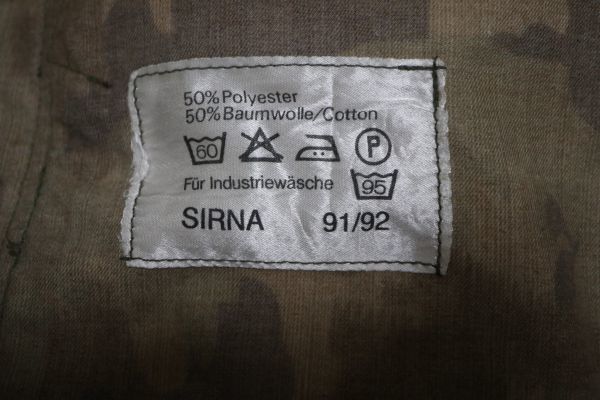 50% Polyester
50% Baumwolle/Cotton
60 P
Für Industriewäsche 95
SIRNA 91/92